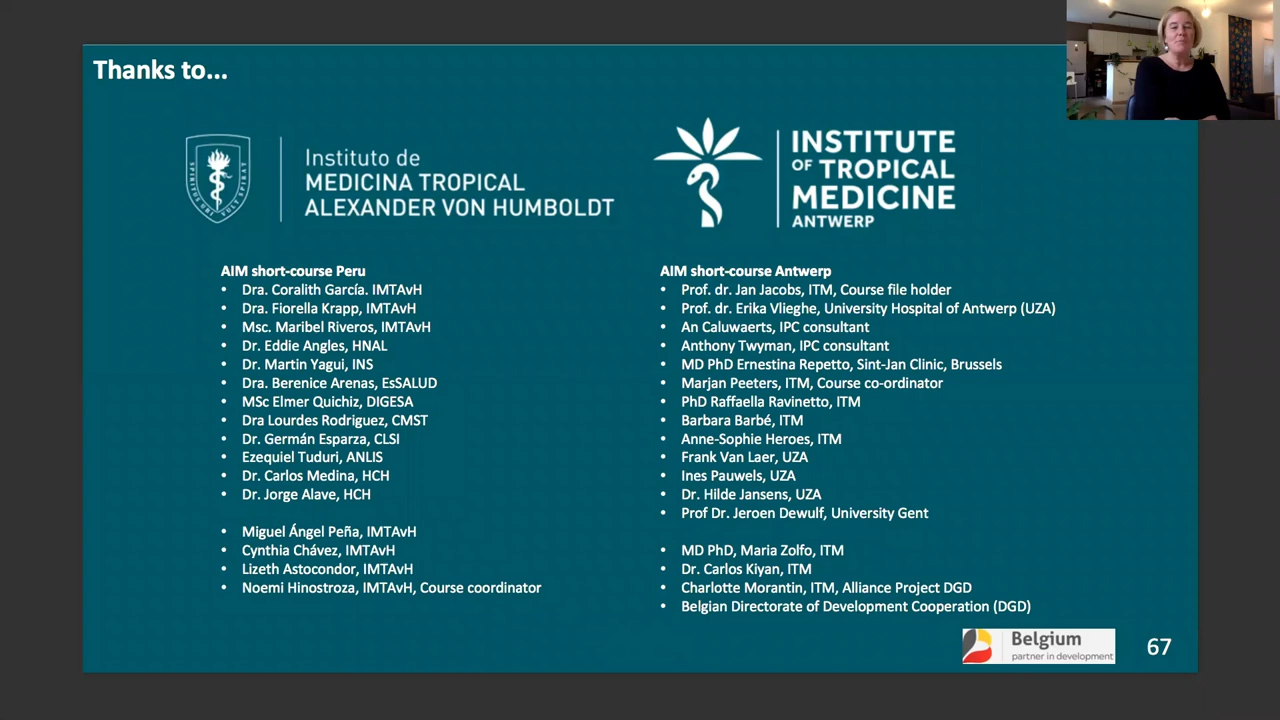 Thanks to...
SPIRITUS UBI VULT SPIRAT
Instituto de
MEDICINA TROPICAL
ALEXANDER VON HUMBOLDT
INSTITUTE
OF TROPICAL
MEDICINE
ANTWERP
AIM short-course Peru
• Dra. Coralith García. IMTAvH
• Dra. Fiorella Krapp, IMTAvH
• Msc. Maribel Riveros, IMTAvH
• Dr. Eddie Angles, HNAL
• Dr. Martin Yagui, INS
• Dra. Berenice Arenas, EsSALUD
• MSc Elmer Quichiz, DIGESA
• Dra Lourdes Rodriguez, CMST
• Dr. Germán Esparza, CLSI
• Ezequiel Tuduri, ANLIS
• Dr. Carlos Medina, HCH
• Dr. Jorge Alave, HCH
• Miguel Ángel Peña, IMTAvH
• Cynthia Chávez, IMTAvH
• Lizeth Astocondor, IMTAvH
• Noemi Hinostroza, IMTAvH, Course coordinator
AIM short-course Antwerp
• Prof. dr. Jan Jacobs, ITM, Course file holder
• Prof. dr. Erika Vlieghe, University Hospital of Antwerp (UZA)
• An Caluwaerts, IPC consultant
• Anthony Twyman, IPC consultant
• MD PhD Ernestina Repetto, Sint-Jan Clinic, Brussels
• Marjan Peeters, ITM, Course co-ordinator
• PhD Raffaella Ravinetto, ITM
• Barbara Barbé, ITM
• Anne-Sophie Heroes, ITM
• Frank Van Laer, UZA
• Ines Pauwels, UZA
• Dr. Hilde Jansens, UZA
• Prof Dr. Jeroen Dewulf, University Gent
• MD PhD, Maria Zolfo, ITM
• Dr. Carlos Kiyan, ITM
• Charlotte Morantin, ITM, Alliance Project DGD
• Belgian Directorate of Development Cooperation (DGD)
Belgium
partner in development
67